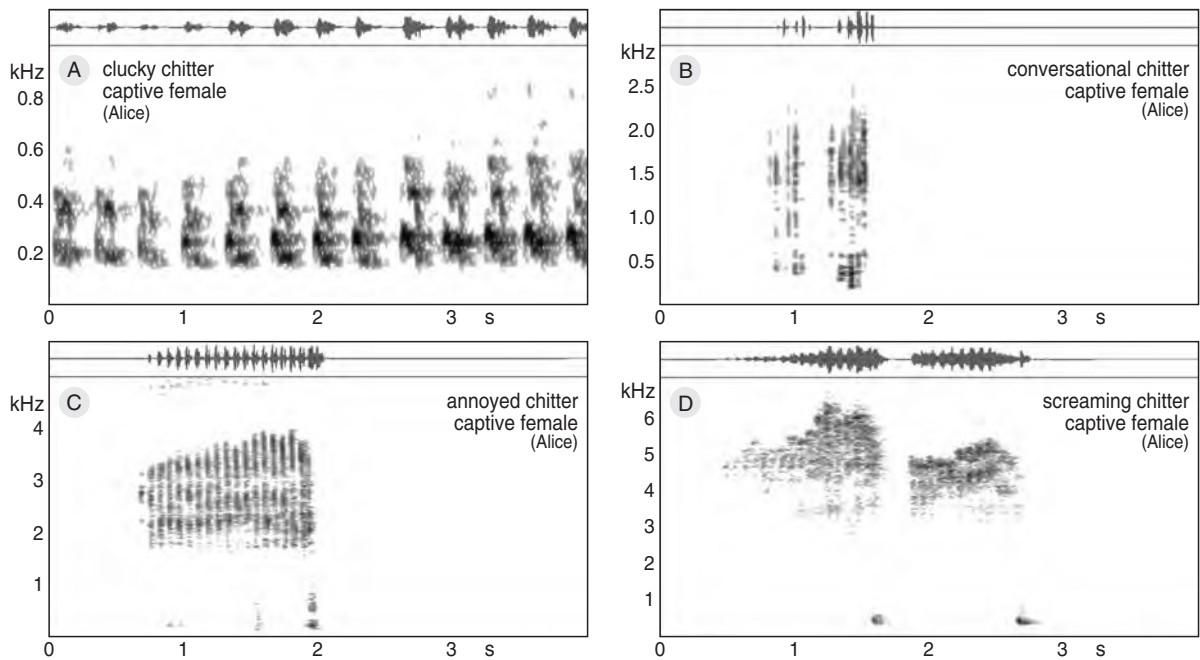 kHz
A
clucky chitter
captive female
(Alice)
0.8
0.6
0.4
0.2
0 1 2 3 s
kHz
B
conversational chitter
captive female
(Alice)
2.5
2.0
1.5
1.0
0.5
0 1 2 3 s
kHz
C
annoyed chitter
captive female
(Alice)
4
3
2
1
0 1 2 3 s
kHz
D
screaming chitter
captive female
(Alice)
6
5
4
3
2
1
0 1 2 3 s